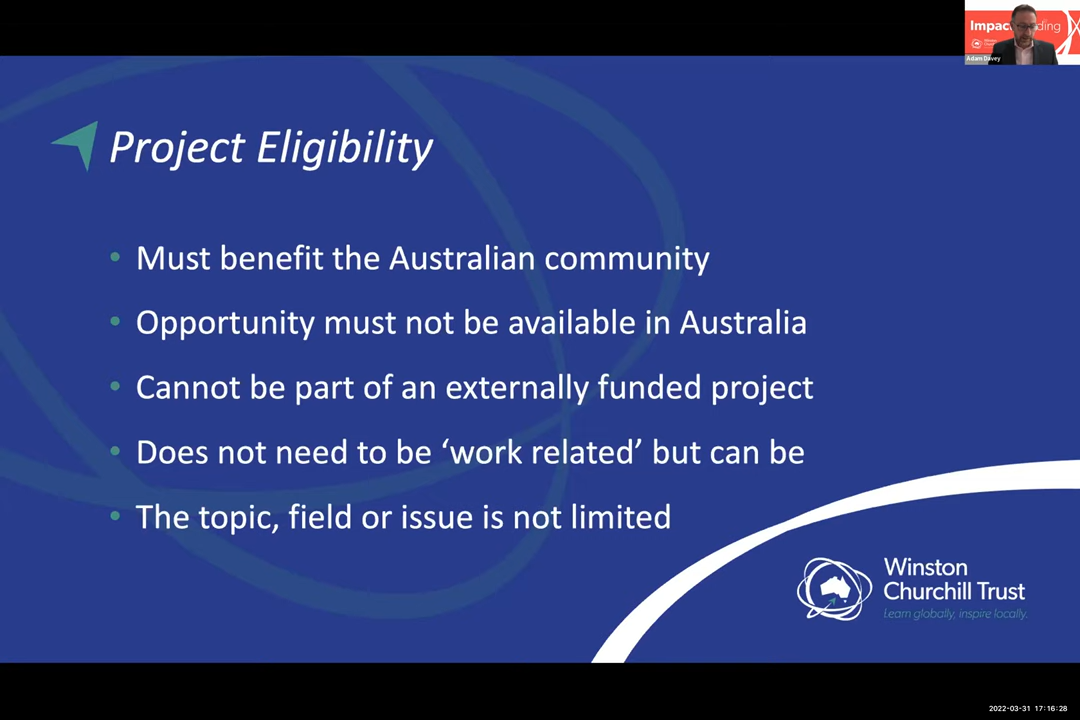 Impac ding
Adam Davey
Project Eligibility
• Must benefit the Australian community
• Opportunity must not be available in Australia
• Cannot be part of an externally funded project
• Does not need to be ‘work related’ but can be
• The topic, field or issue is not limited
Winston
Churchill Trust
Learn globally, inspire locally.
2022-03-31 17:16:28